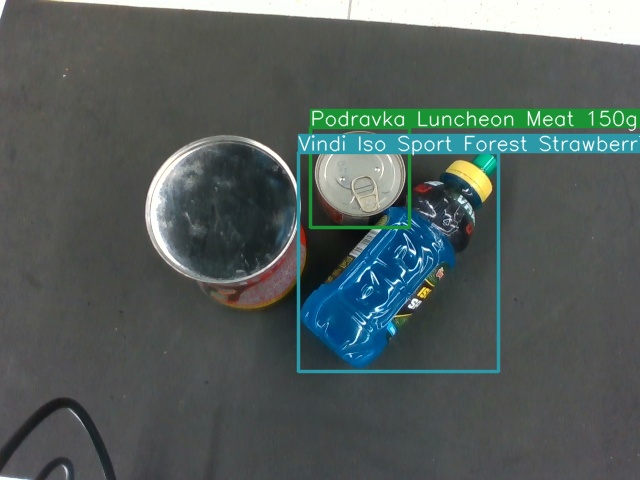 Podravka Luncheon Meat 150g
Vindi Iso Sport Forest Strawberr